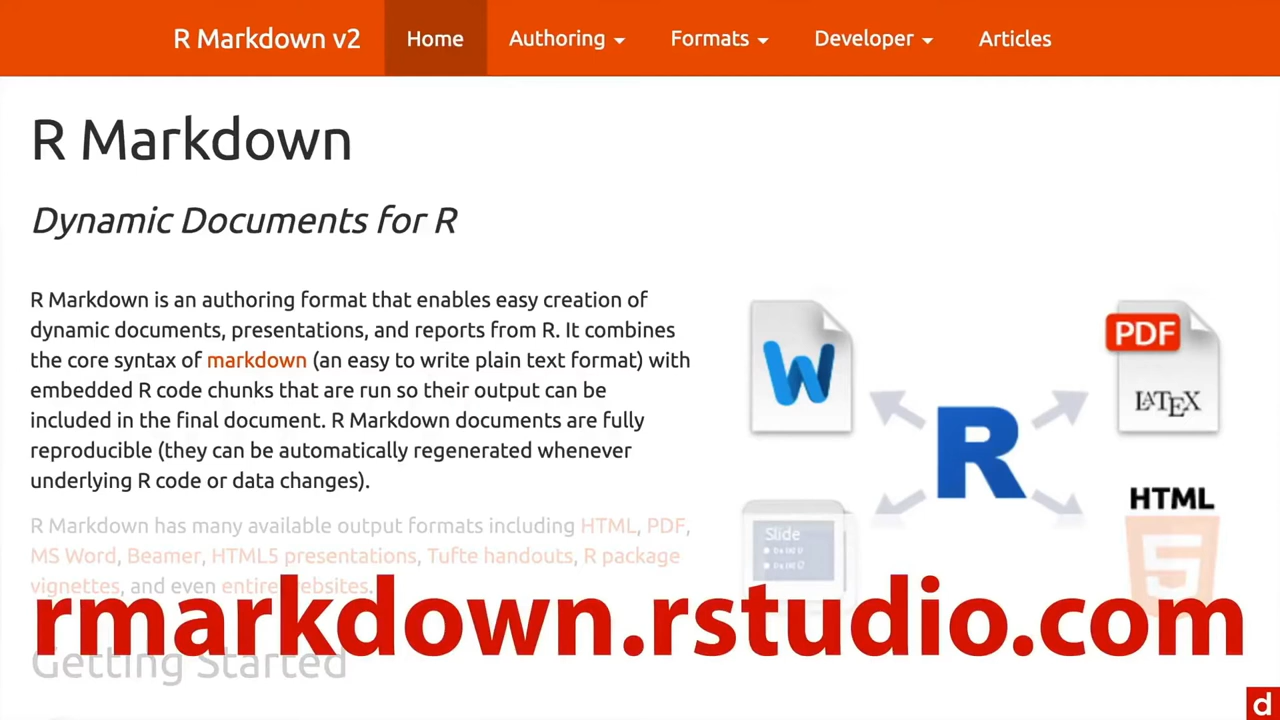 R Markdown v2 Home Authoring Formats Developer Articles
R Markdown
Dynamic Documents for R
R Markdown is an authoring format that enables easy creation of
dynamic documents, presentations, and reports from R. It combines
the core syntax of markdown (an easy to write plain text format) with
embedded R code chunks that are run so their output can be
included in the final document. R Markdown documents are fully
reproducible (they can be automatically regenerated whenever
underlying R code or data changes).
R Markdown has many available output formats including HTML, PDF,
MS Word, Beamer, HTML5 presentations, Tufte handouts, R package
vignettes, and even entire websites.
W
PDF
LATEX
R
Slide
HTML
5
rmarkdown.rstudio.com
Getting Started
d